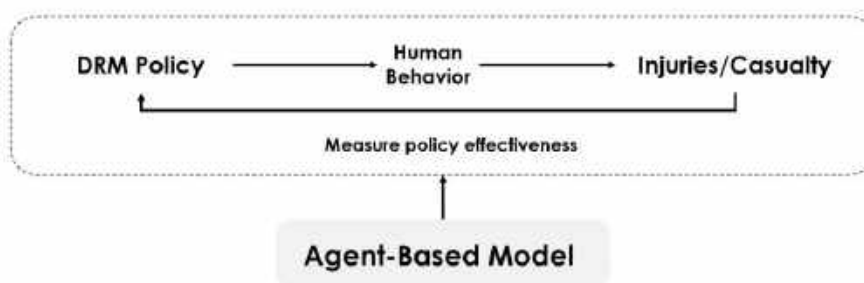 DRM Policy
Human
Behavior
Injuries/Casualty
Measure policy effectiveness
Agent-Based Model